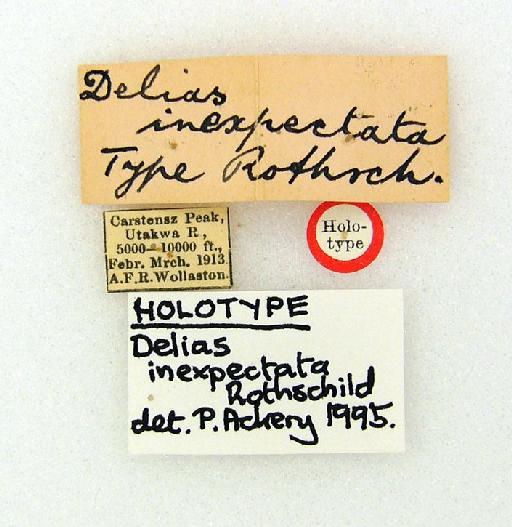 Delias
inexpectata
Type Rothsch.
Carstensz Peak,
Utakwa R,
5000–10000 ft.,
Febr. Mrch. 1913.
A.F.R. Wollaston.
Holo-
type
HOLOTYPE
Delias
inexpectata
Rothschild
det. P. Ackery 1995.